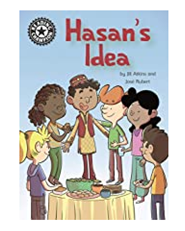 Hasan's
Idea
by Jill Atkins and
José Rubert